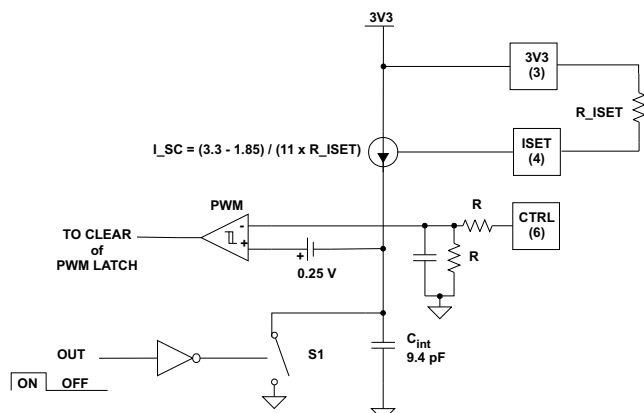 3V3
3V3
(3)
R_ISET
I_SC = (3.3 - 1.85) / (11 x R_ISET)
ISET
(4)
PWM
R
CTRL
(6)
-
+
TO CLEAR
of
PWM LATCH
+
0.25 V
R
OUT
S1
Cint
9.4 pF
ON OFF